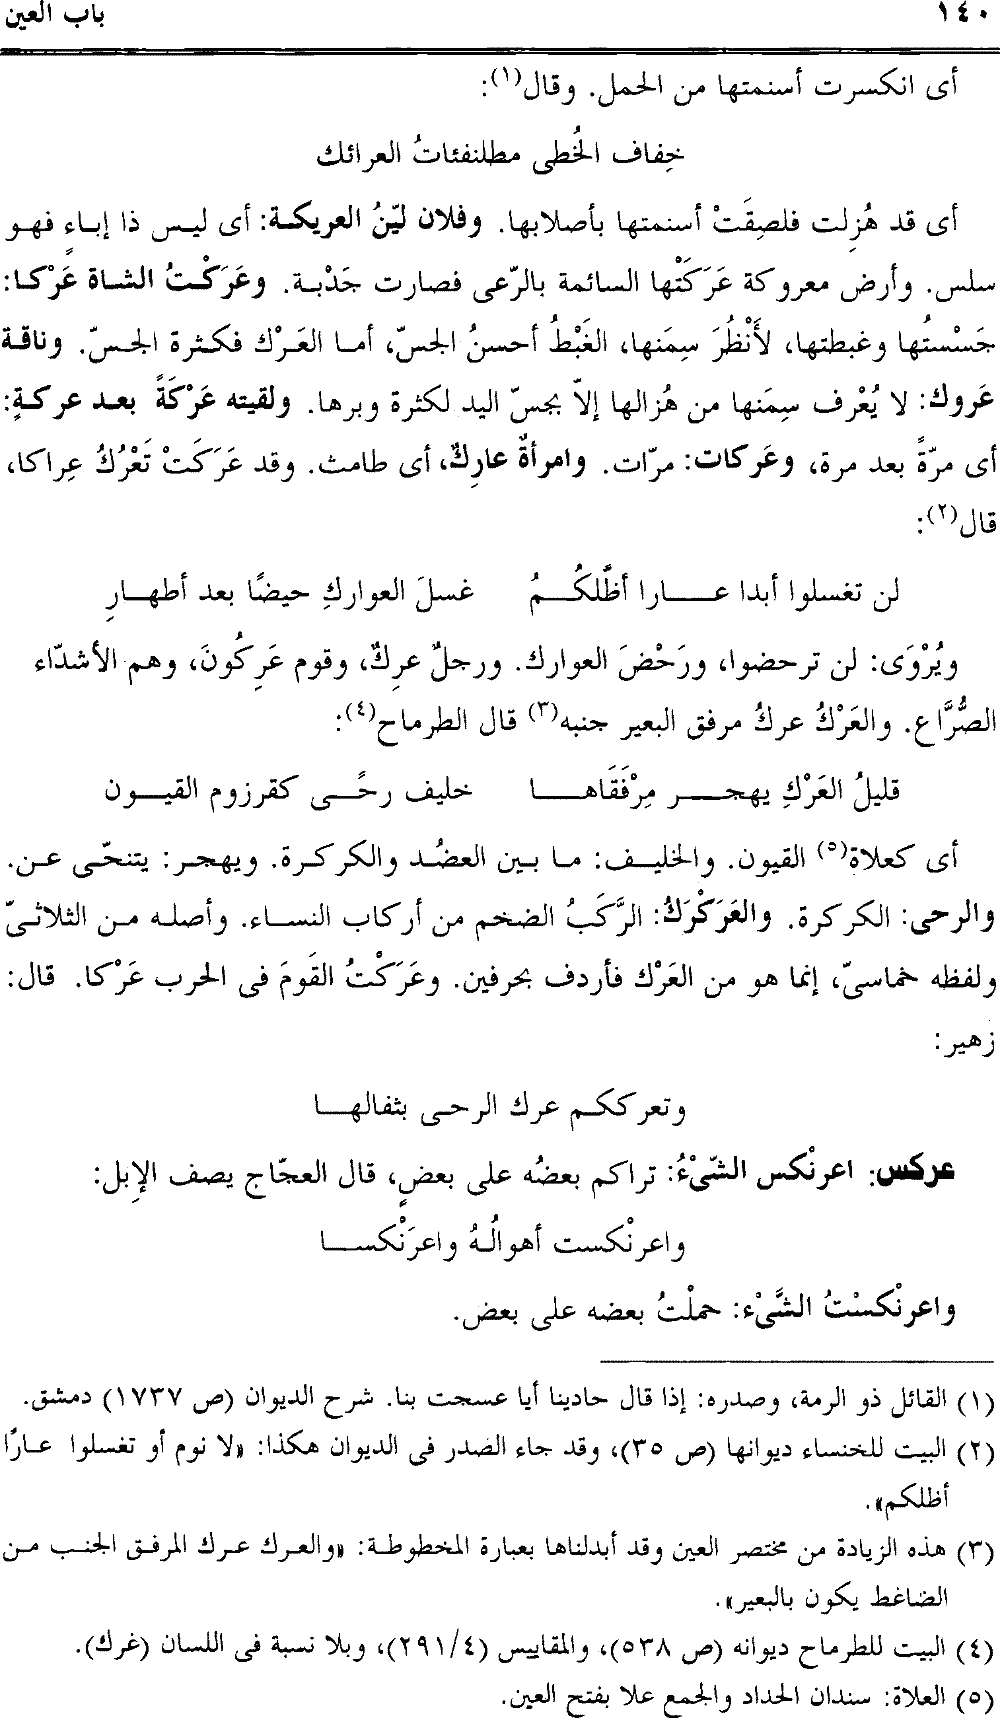 ١٤٠ باب العين
أى انكسرت أسنمتها من الحمل. وقال(١):
خِفاف الخُطى مطلنفئاتُ العرائك
أى قد هُزِلت فلصِقَتْ أسنمتها بأصلابها. وفلان ليّنُ العريكة: أى ليس ذا إباءٍ فهو
سلس. وأرض معروكة عَرَكَتْها السائمة بالرّعى فصارت جَدْبة. وعَرَكْتُ الشاة عَرْكا:
جَسْستُها وغبطتها، لأَنْظُرَ سِمَنها، الغَبْطُ أحسنُ الجسّ، أما العَرْك فكثرة الجسّ. وناقة
عَروك: لا يُعْرف سِمَنها من هُزالها إلاّ بجسّ اليد لكثرة وبرها. ولقيته عَرْكَةً بعد عركةٍ:
أى مرّةً بعد مرة، وعَركات: مرّات. وامرأةٌ عارِكٌ، أى طامث. وقد عَرَكَتْ تَعْرُكُ عِراكا،
قال(٢):
لن تغسلوا أبدا عارا أظّلكُمُ غسلَ العواركِ حيضًا بعد أطهارِ
ويُرْوَى: لن ترحضوا، ورَحْضَ العوارك. ورجلٌ عرِكٌ، وقوم عَرِكُونَ، وهم الأشدّاء
الصُّرَّاع. والعَرْكُ عركُ مرفق البعير جنبه(٣) قال الطرماح(٤):
قليلُ العَرْكِ يهجر مِرْفَقَاها خليف رحًى كقرزوم القيون
أى كعلاة(٥) القيون. والخليف: ما بين العضُد والكركرة. ويهجر: يتنحّى عن.
والرحى: الكركرة. والعَرَكْرَكُ: الرَّكَبُ الضخم من أركاب النساء. وأصله من الثلاثىّ
ولفظه خماسىّ، إنما هو من العَرْك فأردف بحرفين. وعَرَكْتُ القَومَ فى الحرب عَرْكا. قال:
زهير:
وتعرككم عرك الرحى بثفالها
عركس: اعرنْكس الشّىْءُ: تراكم بعضُه على بعضٍ، قال العجّاج يصف الإبل:
واعرنْكست أهوالُهُ واعرَنْكسا
واعرنْكسْتُ الشَّىْء: حملْتُ بعضه على بعض.
(١) القائل ذو الرمة، وصدره: إذا قال حادينا أيا عسجت بنا. شرح الديوان (ص ١٧٣٧) دمشق.
(٢) البيت للخنساء ديوانها (ص ٣٥)، وقد جاء الصدر فى الديوان هكذا: «لا نوم أو تغسلوا عارًا
أظلكم».
(٣) هذه الزيادة من مختصر العين وقد أبدلناها بعبارة المخطوطة: «والعرك عرك المرفق الجنب من
الضاغط يكون بالبعير».
(٤) البيت للطرماح ديوانه (ص ٥٣٨)، والمقاييس (٢٩١/٤)، وبلا نسبة فى اللسان (غرك).
(٥) العلاة: سندان الحداد والجمع علا بفتح العين.